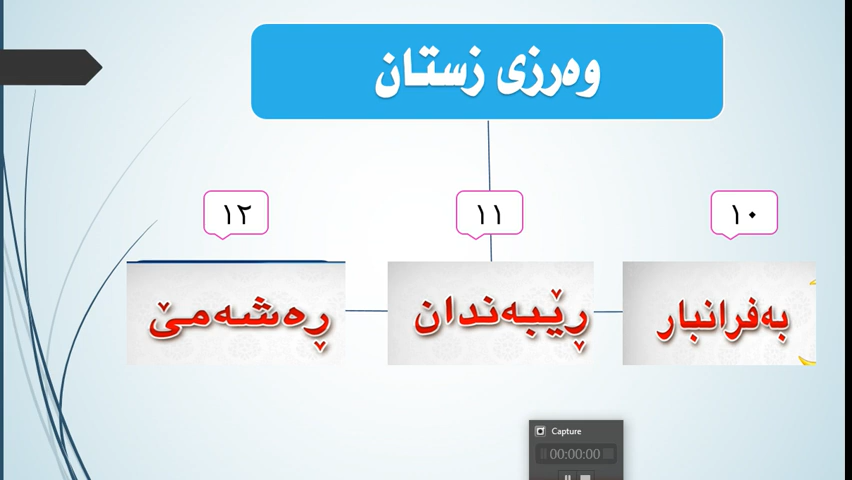 وەرزی زستان
١٠
١١
١٢
بەفرانبار
ڕێبەندان
ڕەشەمێ
Capture
00:00:00